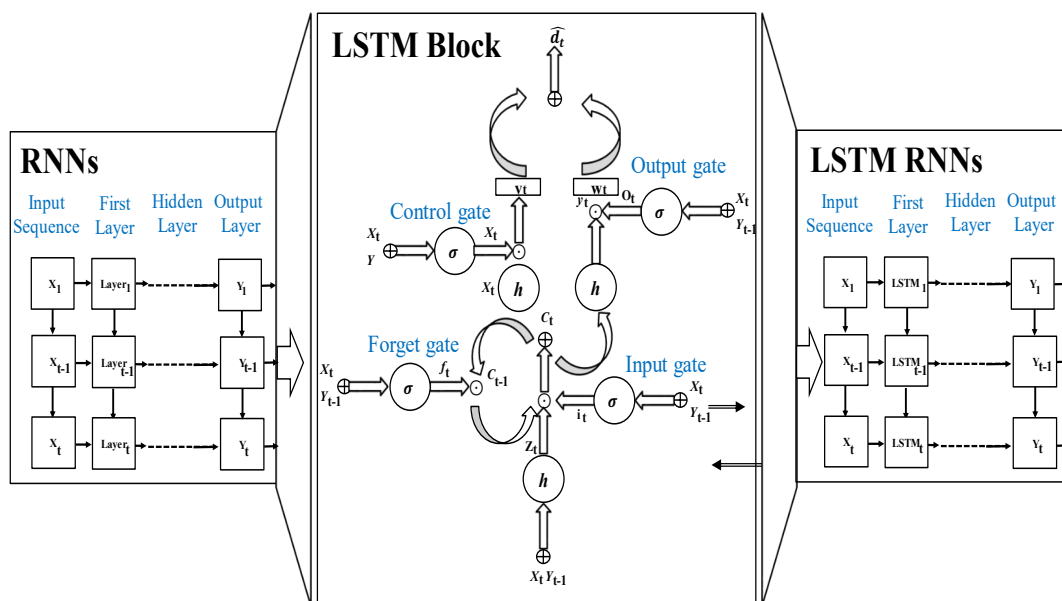 LSTM Block
d̂t
vt
wt
Output gate
yt
Ot
σ
Xt
Yt-1
Control gate
Xt
Y
σ
Xt
Xt
h
h
Ct
Forget gate
Xt
Yt-1
σ
ft
Ct-1
Input gate
it
σ
Xt
Yt-1
Zt
h
Xt Yt-1
RNNs
Input Sequence
First Layer
Hidden Layer
Output Layer
X1
Layer1
Y1
Xt-1
Layert-1
Yt-1
Xt
Layert
Yt
LSTM RNNs
Input Sequence
First Layer
Hidden Layer
Output Layer
X1
LSTM1
Y1
Xt-1
LSTMt-1
Yt-1
Xt
LSTMt
Yt